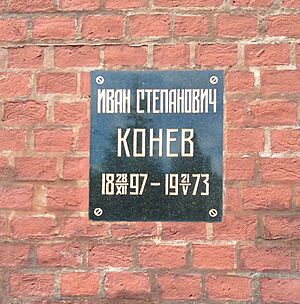 ИВАН СТЕПАНОВИЧ
КОНЕВ
18 28/XII 97 – 19 21/V 73